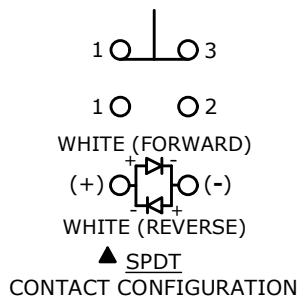 1 3
1 2
WHITE (FORWARD)
+ -
(+) (-)
- +
WHITE (REVERSE)
SPDT
CONTACT CONFIGURATION